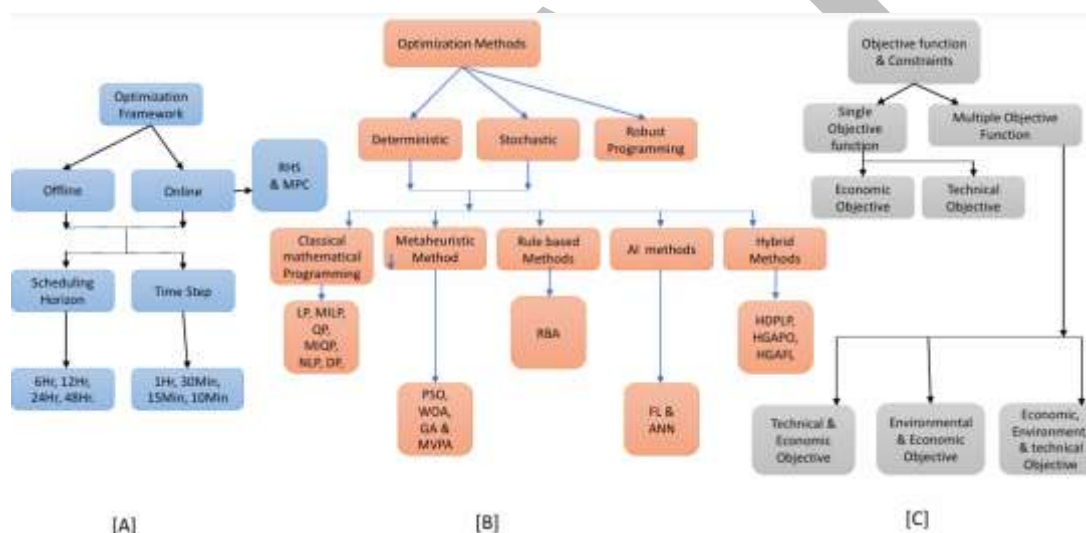 Optimization
Framework
Offline
Online
RHS
& MPC
Scheduling
Horizon
Time Step
6Hr, 12Hr,
24Hr, 48Hr.
1Hr, 30Min,
15Min, 10Min
[A]
Optimization Methods
Deterministic
Stochastic
Robust
Programming
Classical
mathematical
Programming
Metaheuristic
Method
Rule based
Methods
AI methods
Hybrid
Methods
LP, MILP,
QP,
MIQP,
NLP, DP,
PSO,
WOA,
GA &
MVPA
RBA
FL &
ANN
HDPLP,
HGAPO,
HGAFL
[B]
Objective function
& Constraints
Single
Objective
function
Multiple Objective
Function
Economic
Objective
Technical
Objective
Technical &
Economic
Objective
Environmental
& Economic
Objective
Economic,
Environment,
& technical
Objective
[C]